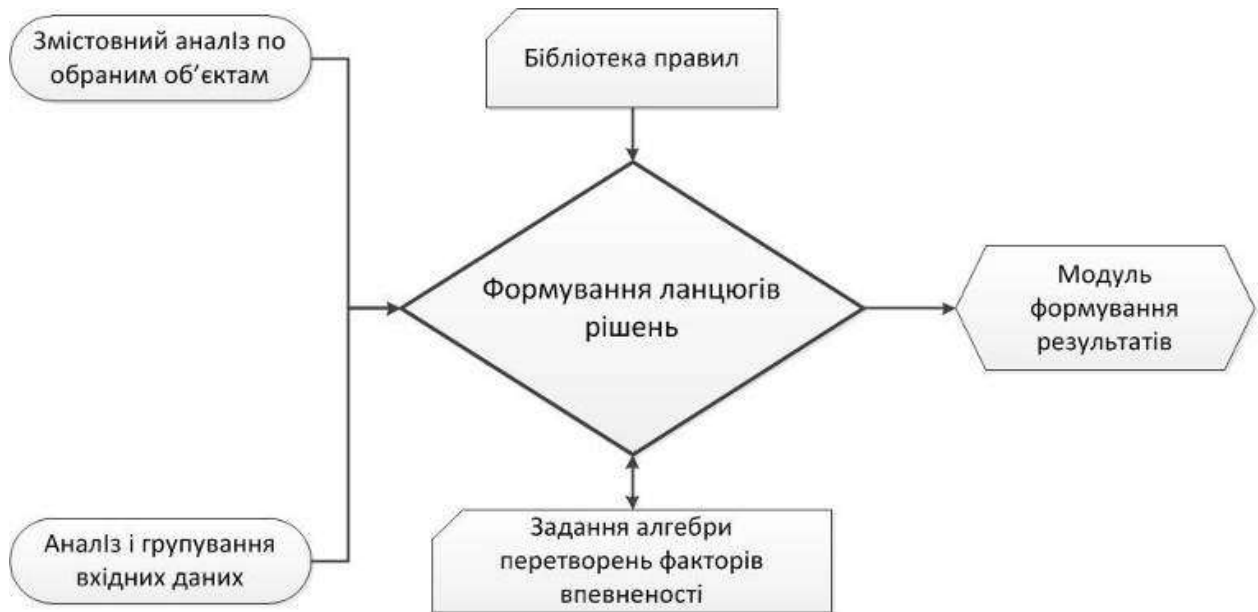 Змістовний аналіз по
обраним об’єктам
Бібліотека правил
Формування ланцюгів
рішень
Модуль
формування
результатів
Аналіз і групування
вхідних даних
Задання алгебри
перетворень факторів
впевненості